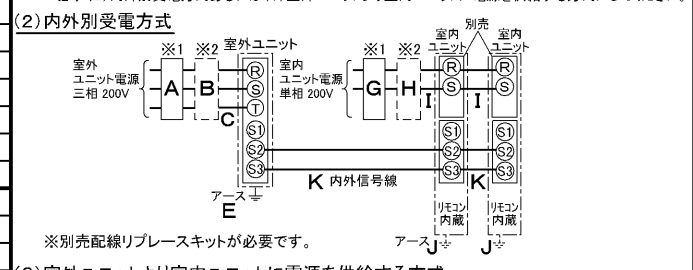 (2)内外別受電方式
別売
※1 ※2 室外ユニット
※1 ※2
室内ユニット
室内ユニット
室外
ユニット電源
三相 200V
A B C
R
S
T
S1
S2
S3
室内
ユニット電源
単相 200V
G H I I
R
S
S1
S2
S3
R
S
S1
S2
S3
K 内外信号線
K
アース
E
リモコン内蔵
リモコン内蔵
アース J J
※別売配線リプレースキットが必要です。
(3)室外ユニットより室内ユニットに電源を供給する方式